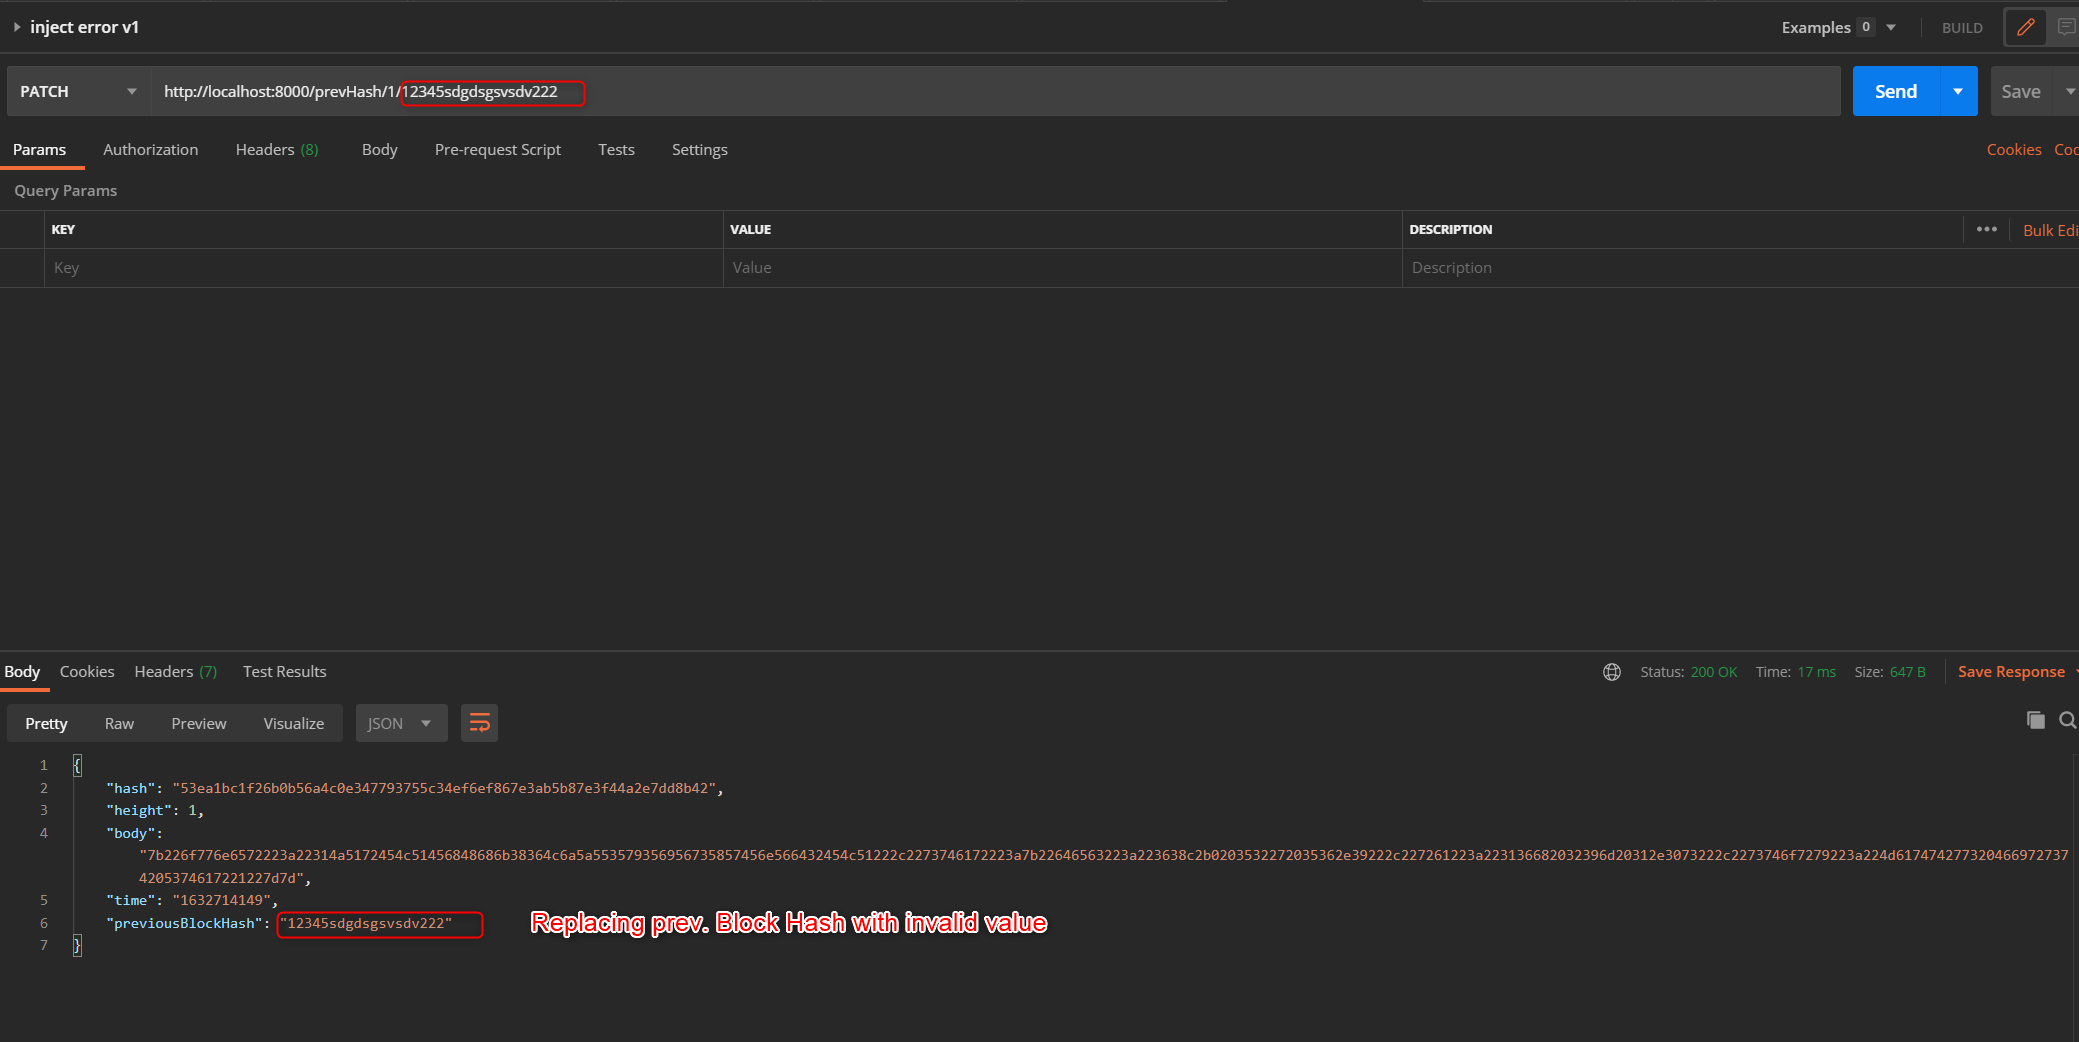 inject error v1
Examples 0
BUILD
PATCH
http://localhost:8000/prevHash/1/12345sdgdsgsvsdv222
Send
Save
Params Authorization Headers (8) Body Pre-request Script Tests Settings
Cookies Coc
Query Params
KEY VALUE DESCRIPTION ••• Bulk Edi
Key Value Description
Body Cookies Headers (7) Test Results
Status: 200 OK Time: 17 ms Size: 647 B Save Response
Pretty Raw Preview Visualize JSON
1 {
2 "hash": "53ea1bc1f26b0b56a4c0e347793755c34ef6ef867e3ab5b87e3f44a2e7dd8b42",
3 "height": 1,
4 "body":
"7b226f776e6572223a22314a5172454c51456848686b38364c6a5a553579356956735857456e566432454c51222c2273746172223a7b22646563223a223638c2b0203532272035362e39222c227261223a223136682032396d20312e3073222c2273746f7279223a224d617474277320466972737
4205374617221227d7d",
5 "time": "1632714149",
6 "previousBlockHash": "12345sdgdsgsvsdv222"
Replacing prev. Block Hash with invalid value
7 }